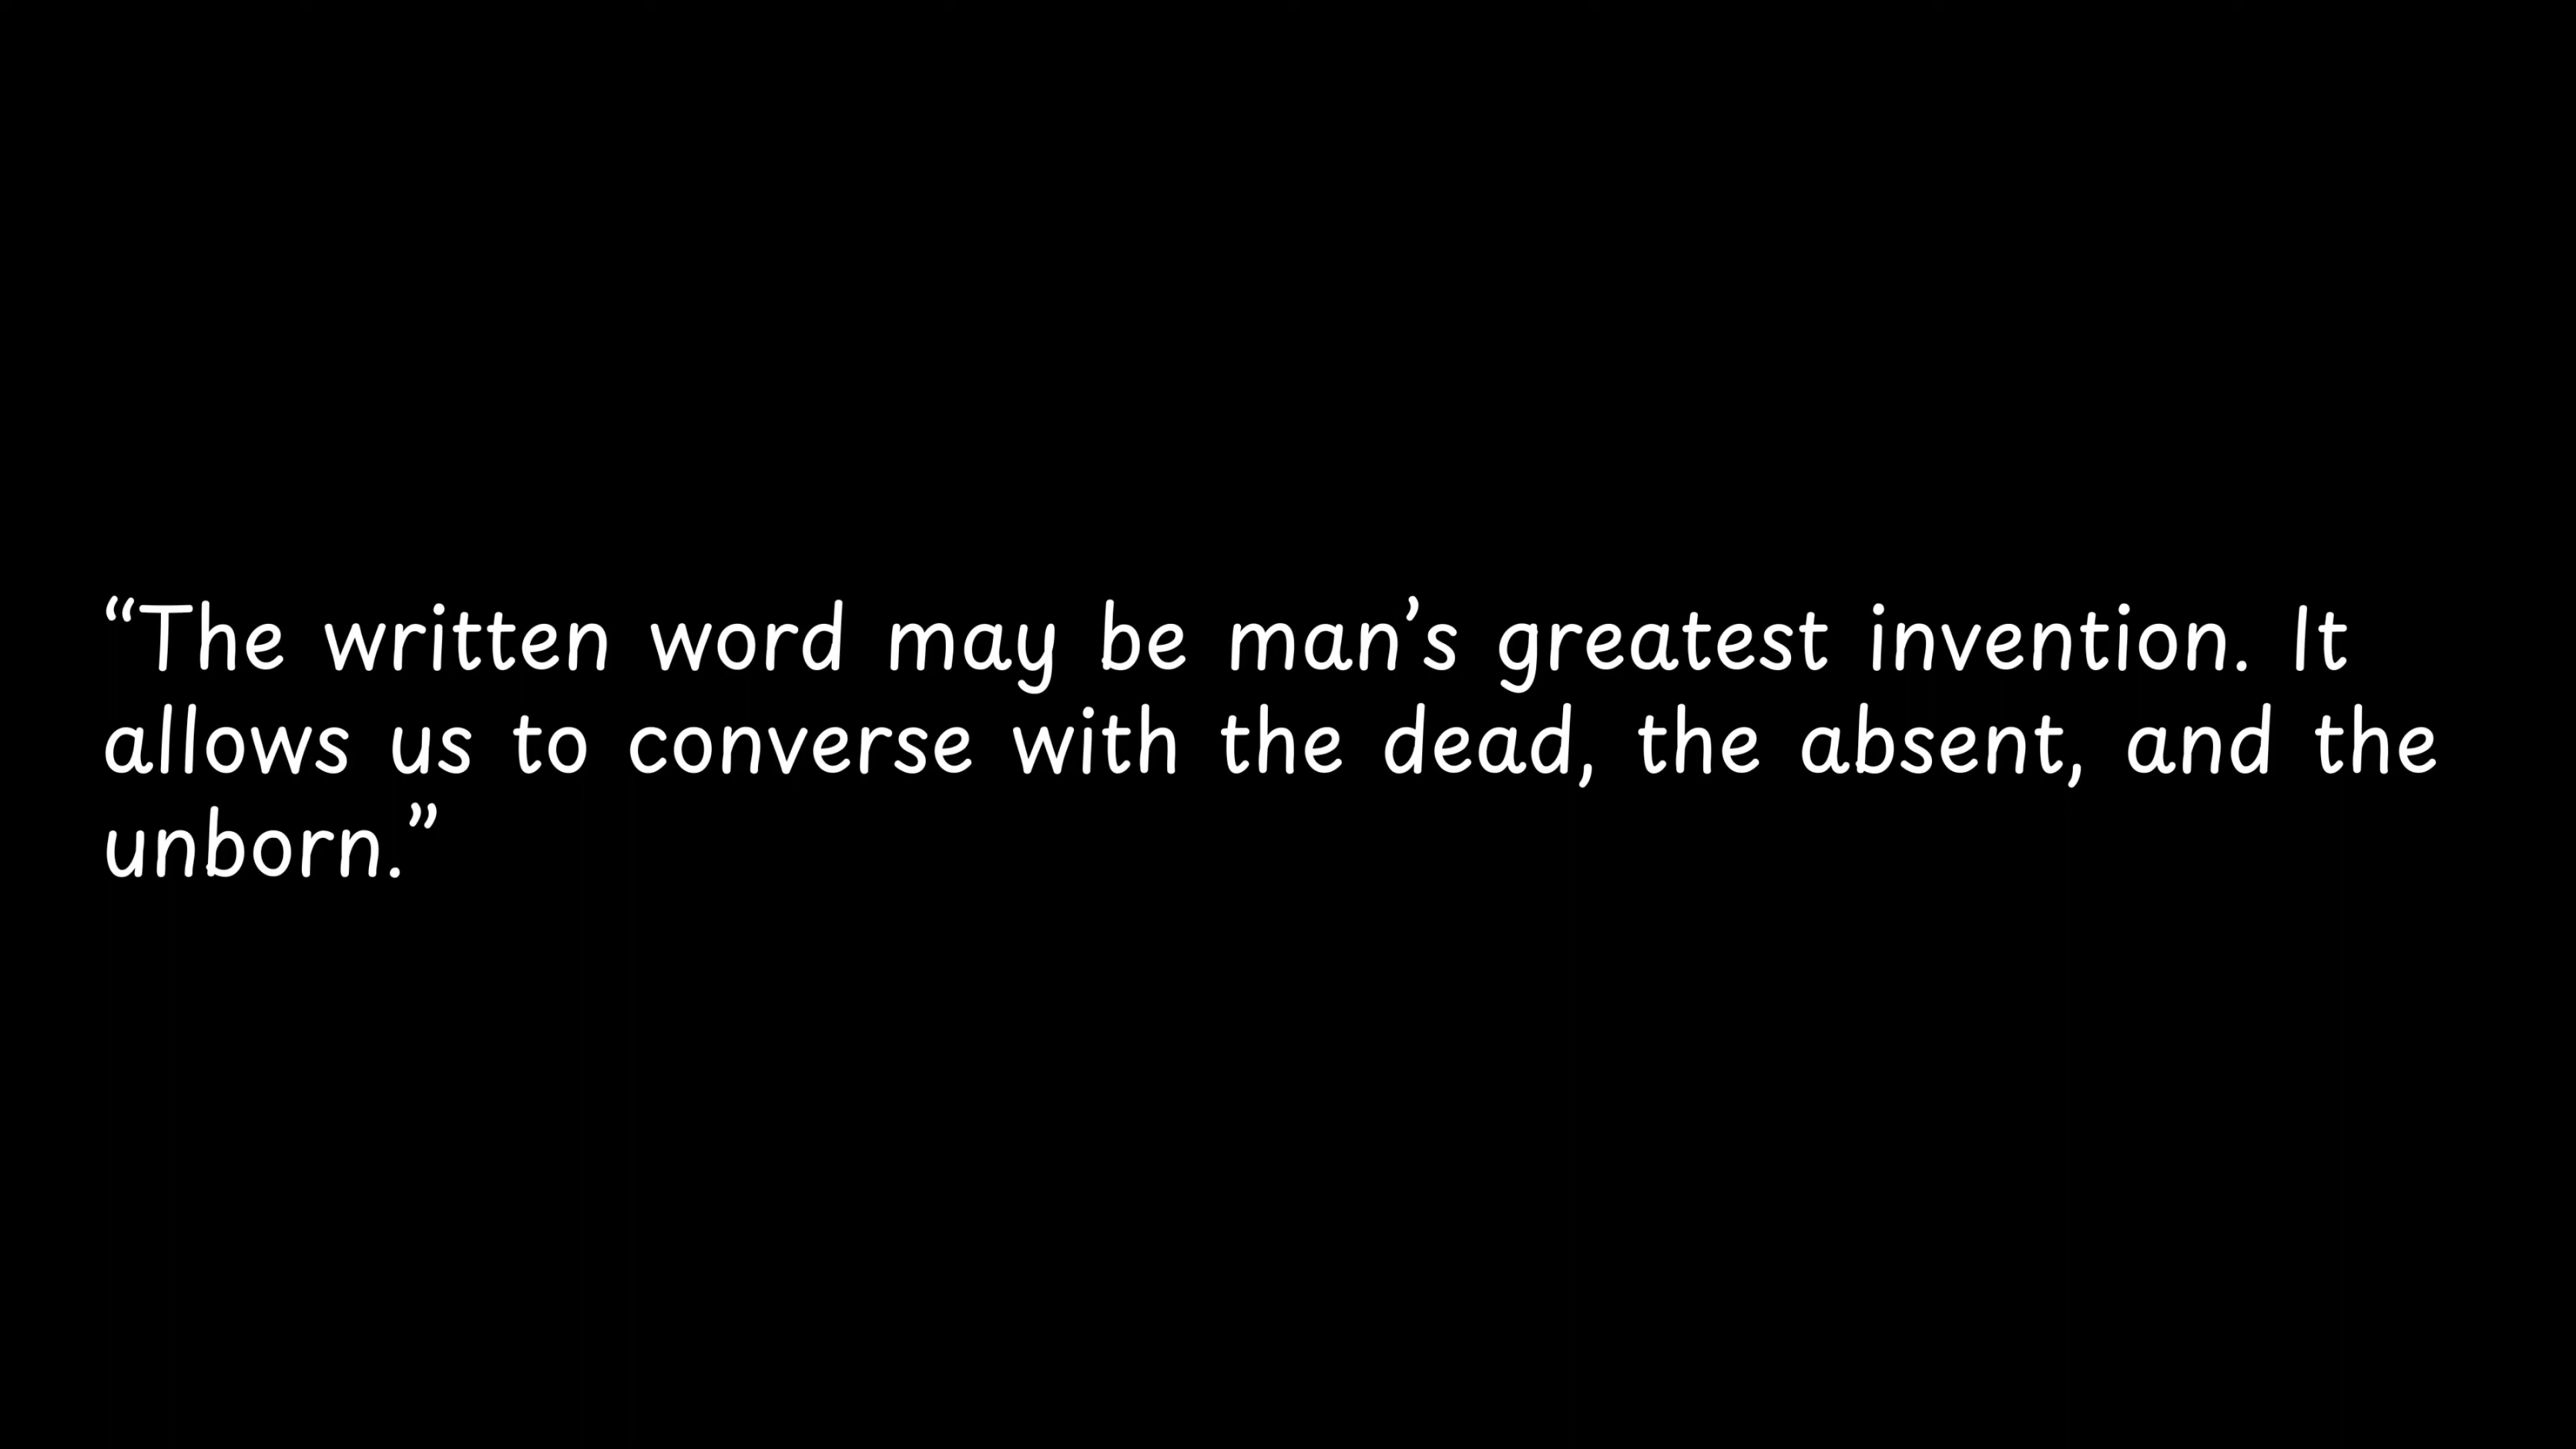 “The written word may be man’s greatest invention. It
allows us to converse with the dead, the absent, and the
unborn.”